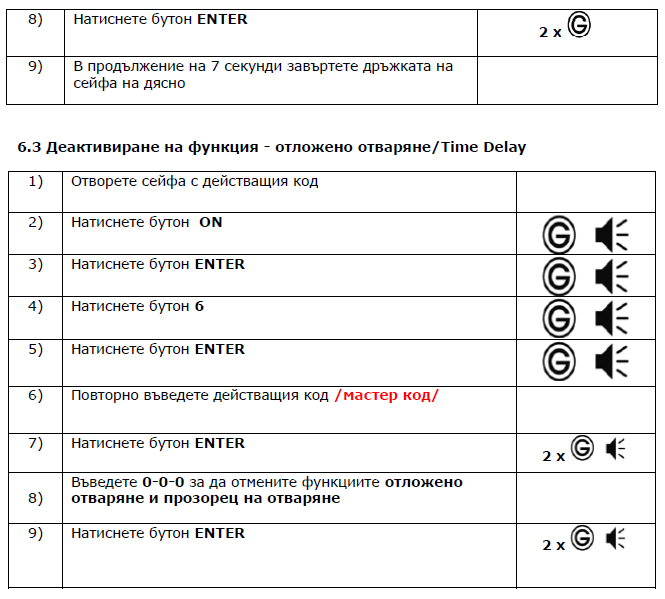 8) Натиснете бутон ENTER 2 x G
9) В продължение на 7 секунди завъртете дръжката на
сейфа на дясно
6.3 Деактивиране на функция - отложено отваряне/Time Delay
1) Отворете сейфа с действащия код
2) Натиснете бутон ON G
3) Натиснете бутон ENTER G
4) Натиснете бутон 6 G
5) Натиснете бутон ENTER G
6) Повторно въведете действащия код /мастер код/
7) Натиснете бутон ENTER 2 x G
Въведете 0-0-0 за да отмените функциите отложено
8) отваряне и прозорец на отваряне
9) Натиснете бутон ENTER 2 x G